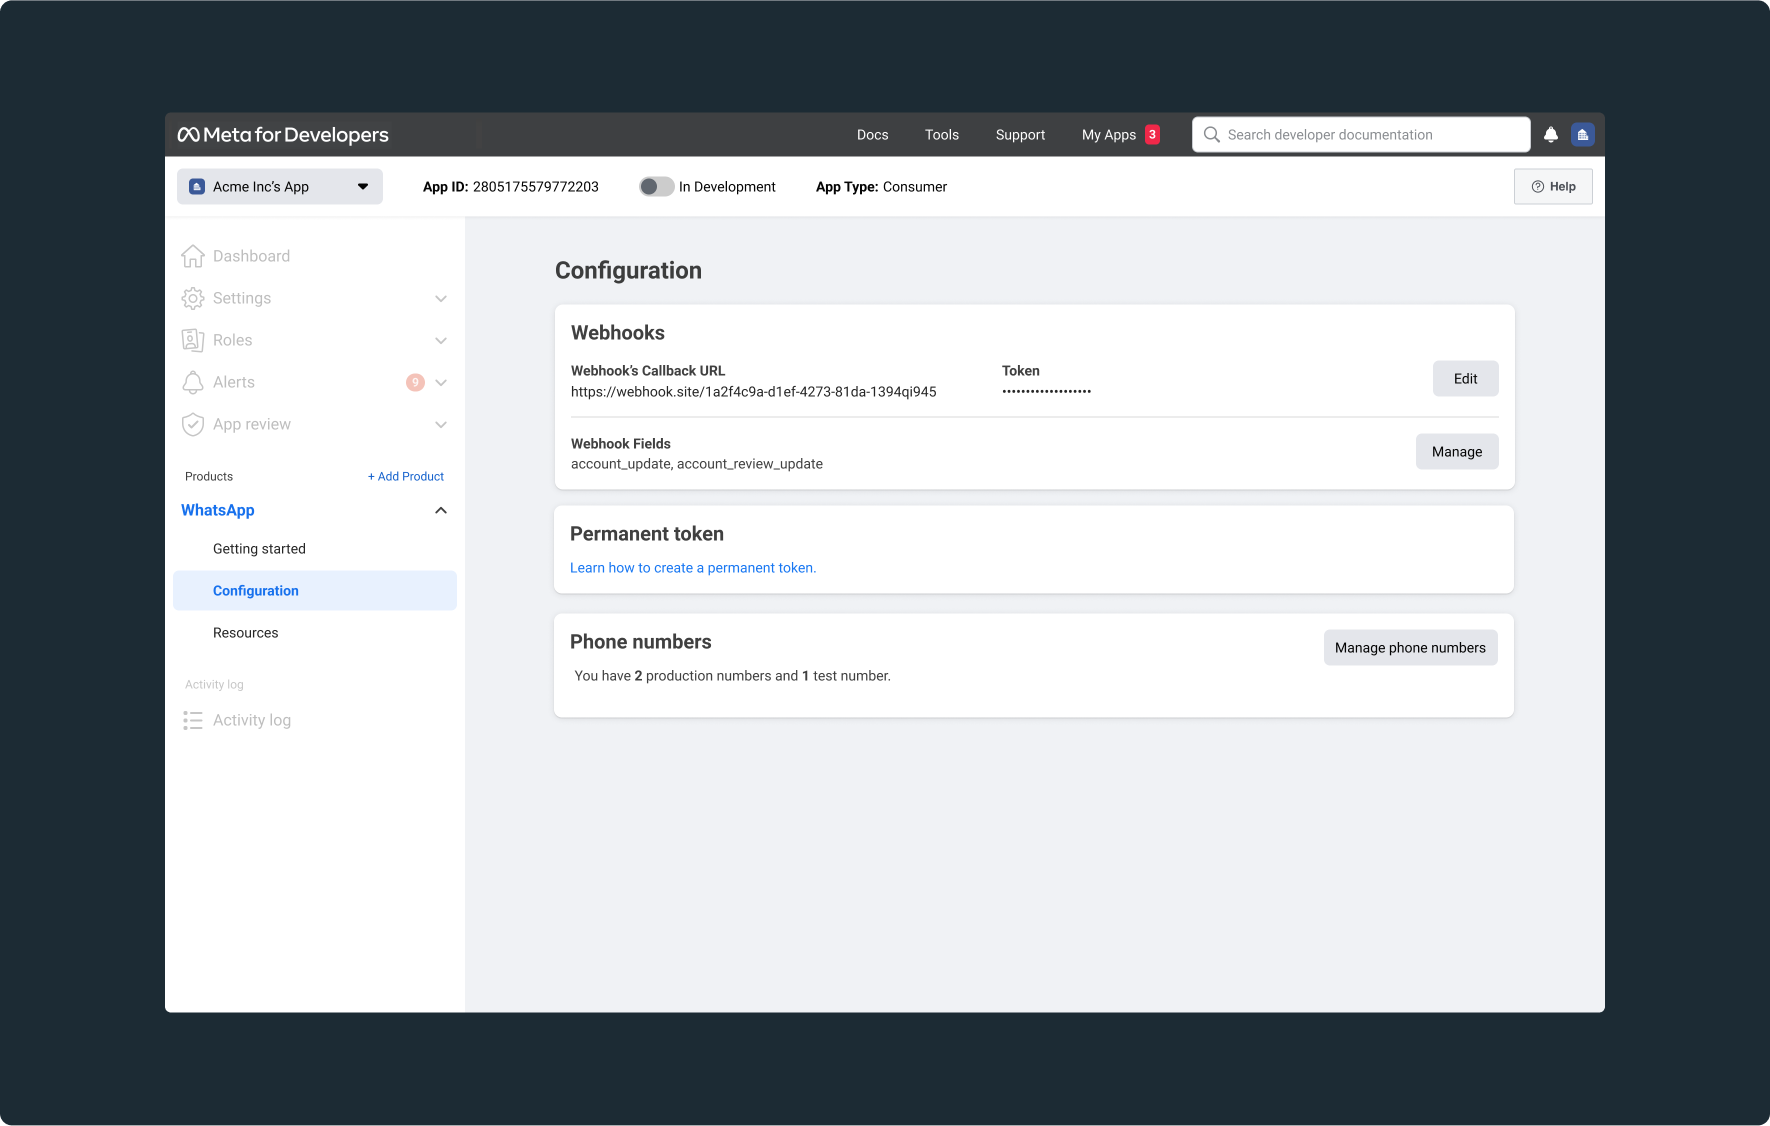 Meta for Developers
Docs
Tools
Support
My Apps 3
Search developer documentation
Acme Inc’s App
App ID: 2805175579772203
In Development
App Type: Consumer
Help
Dashboard
Settings
Roles
Alerts 9
App review
Products
+ Add Product
WhatsApp
Getting started
Configuration
Resources
Activity log
Activity log
Configuration
Webhooks
Webhook’s Callback URL
https://webhook.site/1a2f4c9a-d1ef-4273-81da-1394qi945
Token
••••••••••••••••••
Edit
Webhook Fields
account_update, account_review_update
Manage
Permanent token
Learn how to create a permanent token.
Phone numbers
You have 2 production numbers and 1 test number.
Manage phone numbers